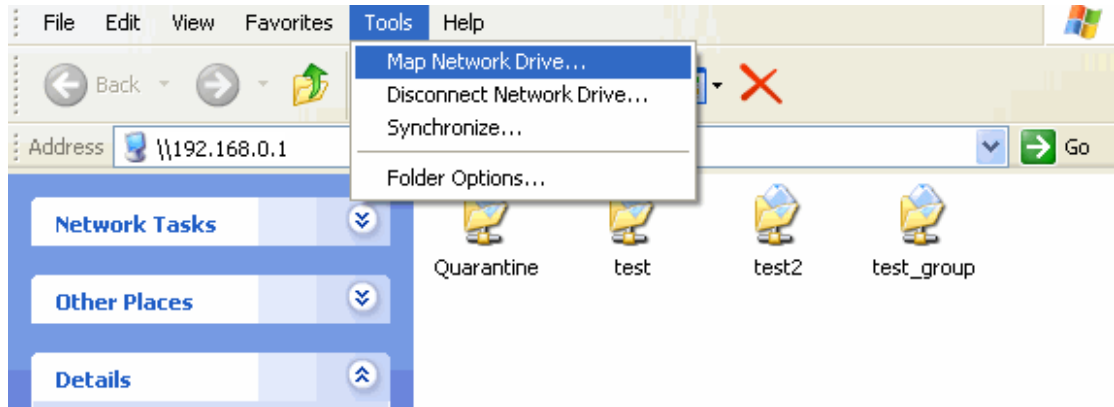 File Edit View Favorites Tools Help
Map Network Drive...
Back
Disconnect Network Drive...
Synchronize...
Address \\192.168.0.1 Go
Folder Options...
Network Tasks
Quarantine test test2 test_group
Other Places
Details